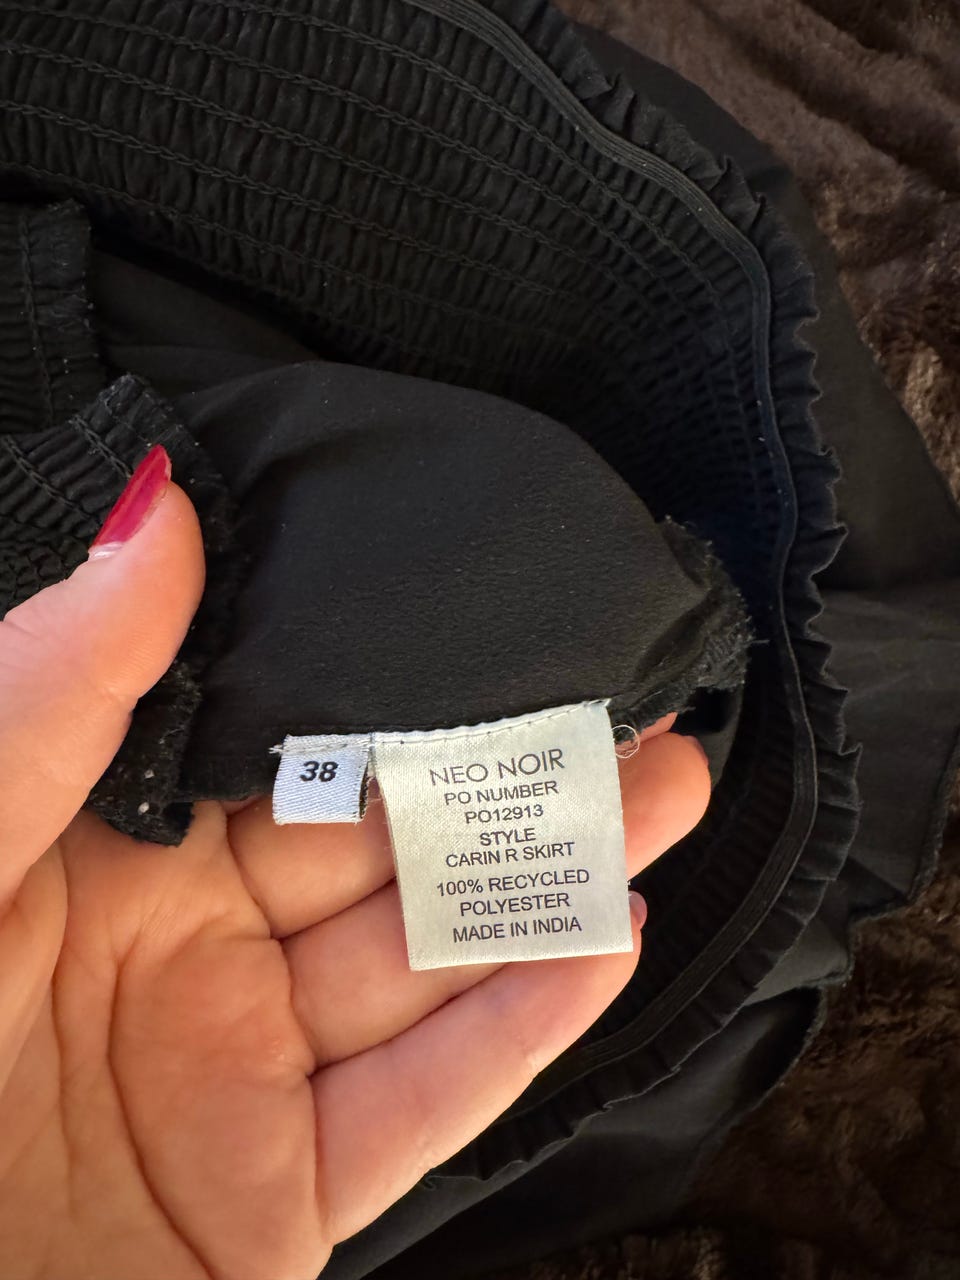 38
NEO NOIR
PO NUMBER
PO12913
STYLE
CARIN R SKIRT
100% RECYCLED
POLYESTER
MADE IN INDIA